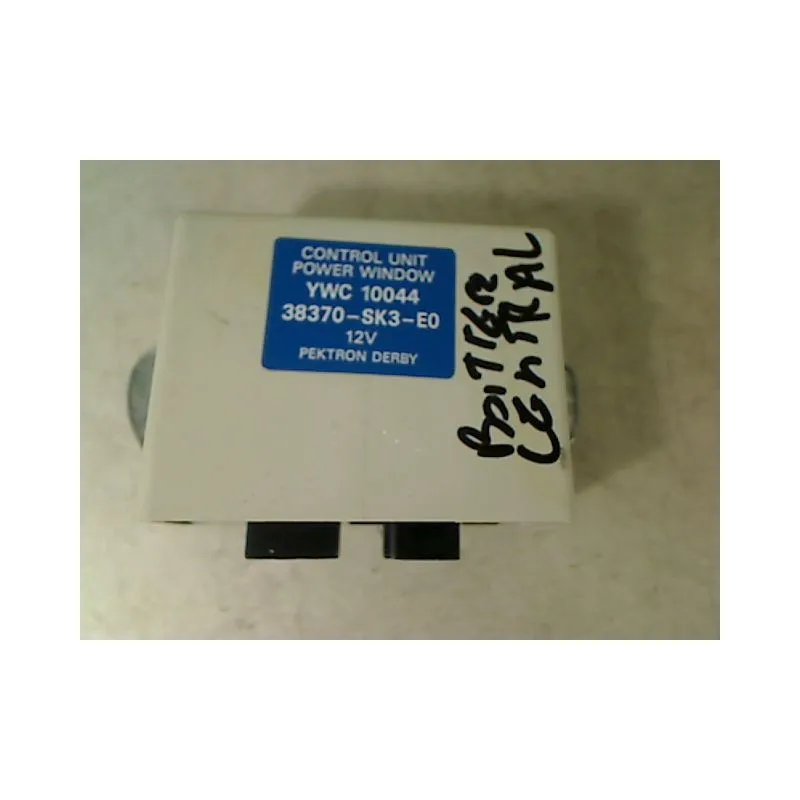 CONTROL UNIT
POWER WINDOW
YWC 10044
38370-SK3-E0
12V
PEKTRON DERBY
BOITIER
CENTRAL